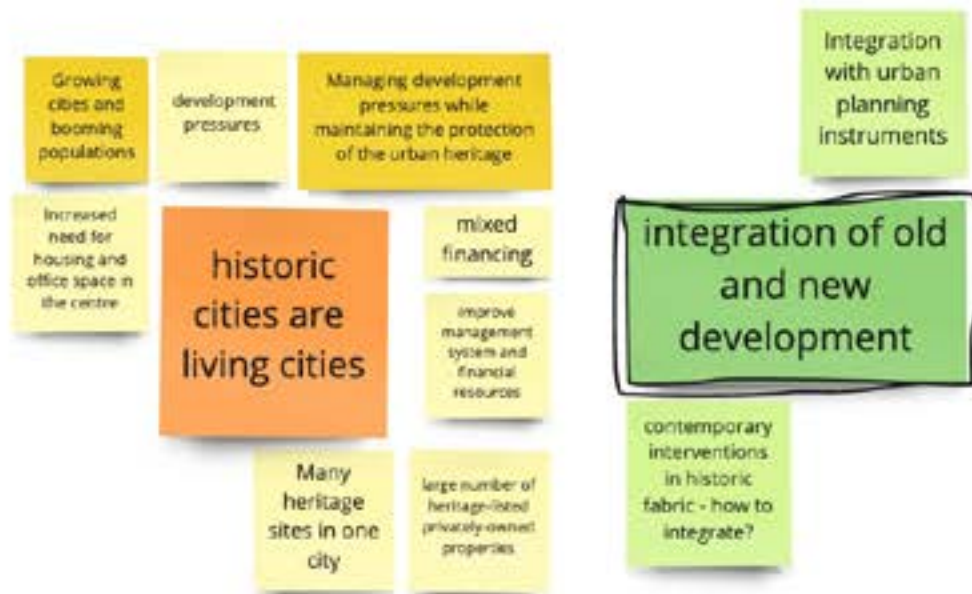 Growing
cities and
booming
populations
development
pressures
Managing development
pressures while
maintaining the protection
of the urban heritage
Increased
need for
housing and
office space in
the centre
historic
cities are
living cities
mixed
financing
improve
management
system and
financial
resources
Many
heritage
sites in one
city
large number of
heritage-listed
privately-owned
properties
Integration
with urban
planning
instruments
integration of old
and new
development
contemporary
interventions
in historic
fabric - how to
integrate?